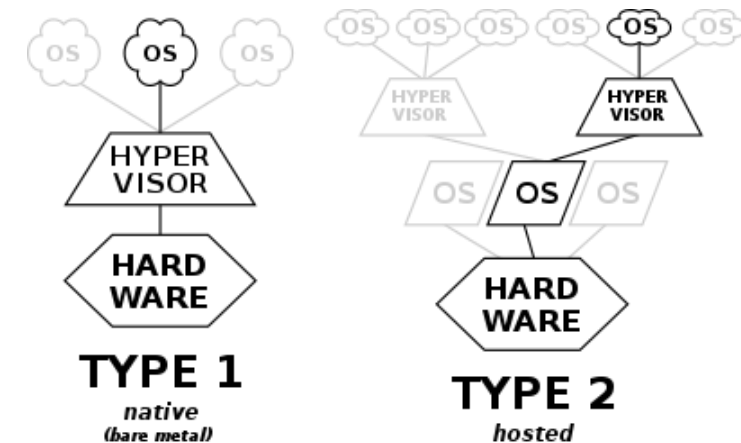 OS OS OS
HYPER
VISOR
HARD
WARE
TYPE 1
native
(bare metal)
OS OS OS OS OS OS
HYPER
VISOR
HYPER
VISOR
OS OS OS
HARD
WARE
TYPE 2
hosted